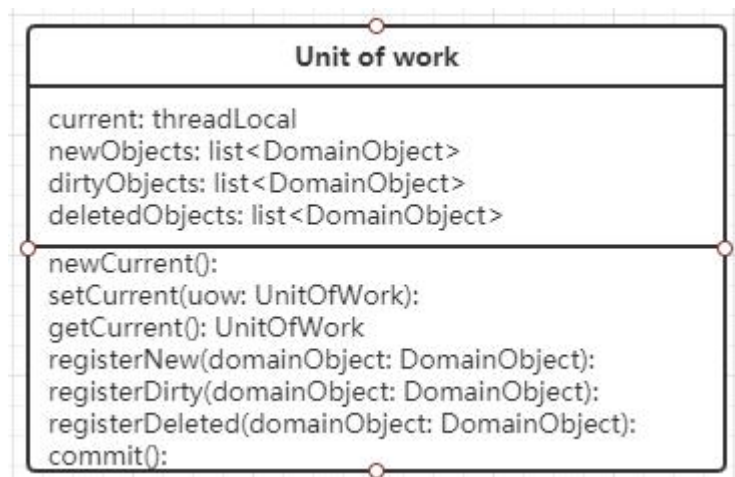 Unit of work
current: threadLocal
newObjects: list<DomainObject>
dirtyObjects: list<DomainObject>
deletedObjects: list<DomainObject>
newCurrent():
setCurrent(uow: UnitOfWork):
getCurrent(): UnitOfWork
registerNew(domainObject: DomainObject):
registerDirty(domainObject: DomainObject):
registerDeleted(domainObject: DomainObject):
commit():